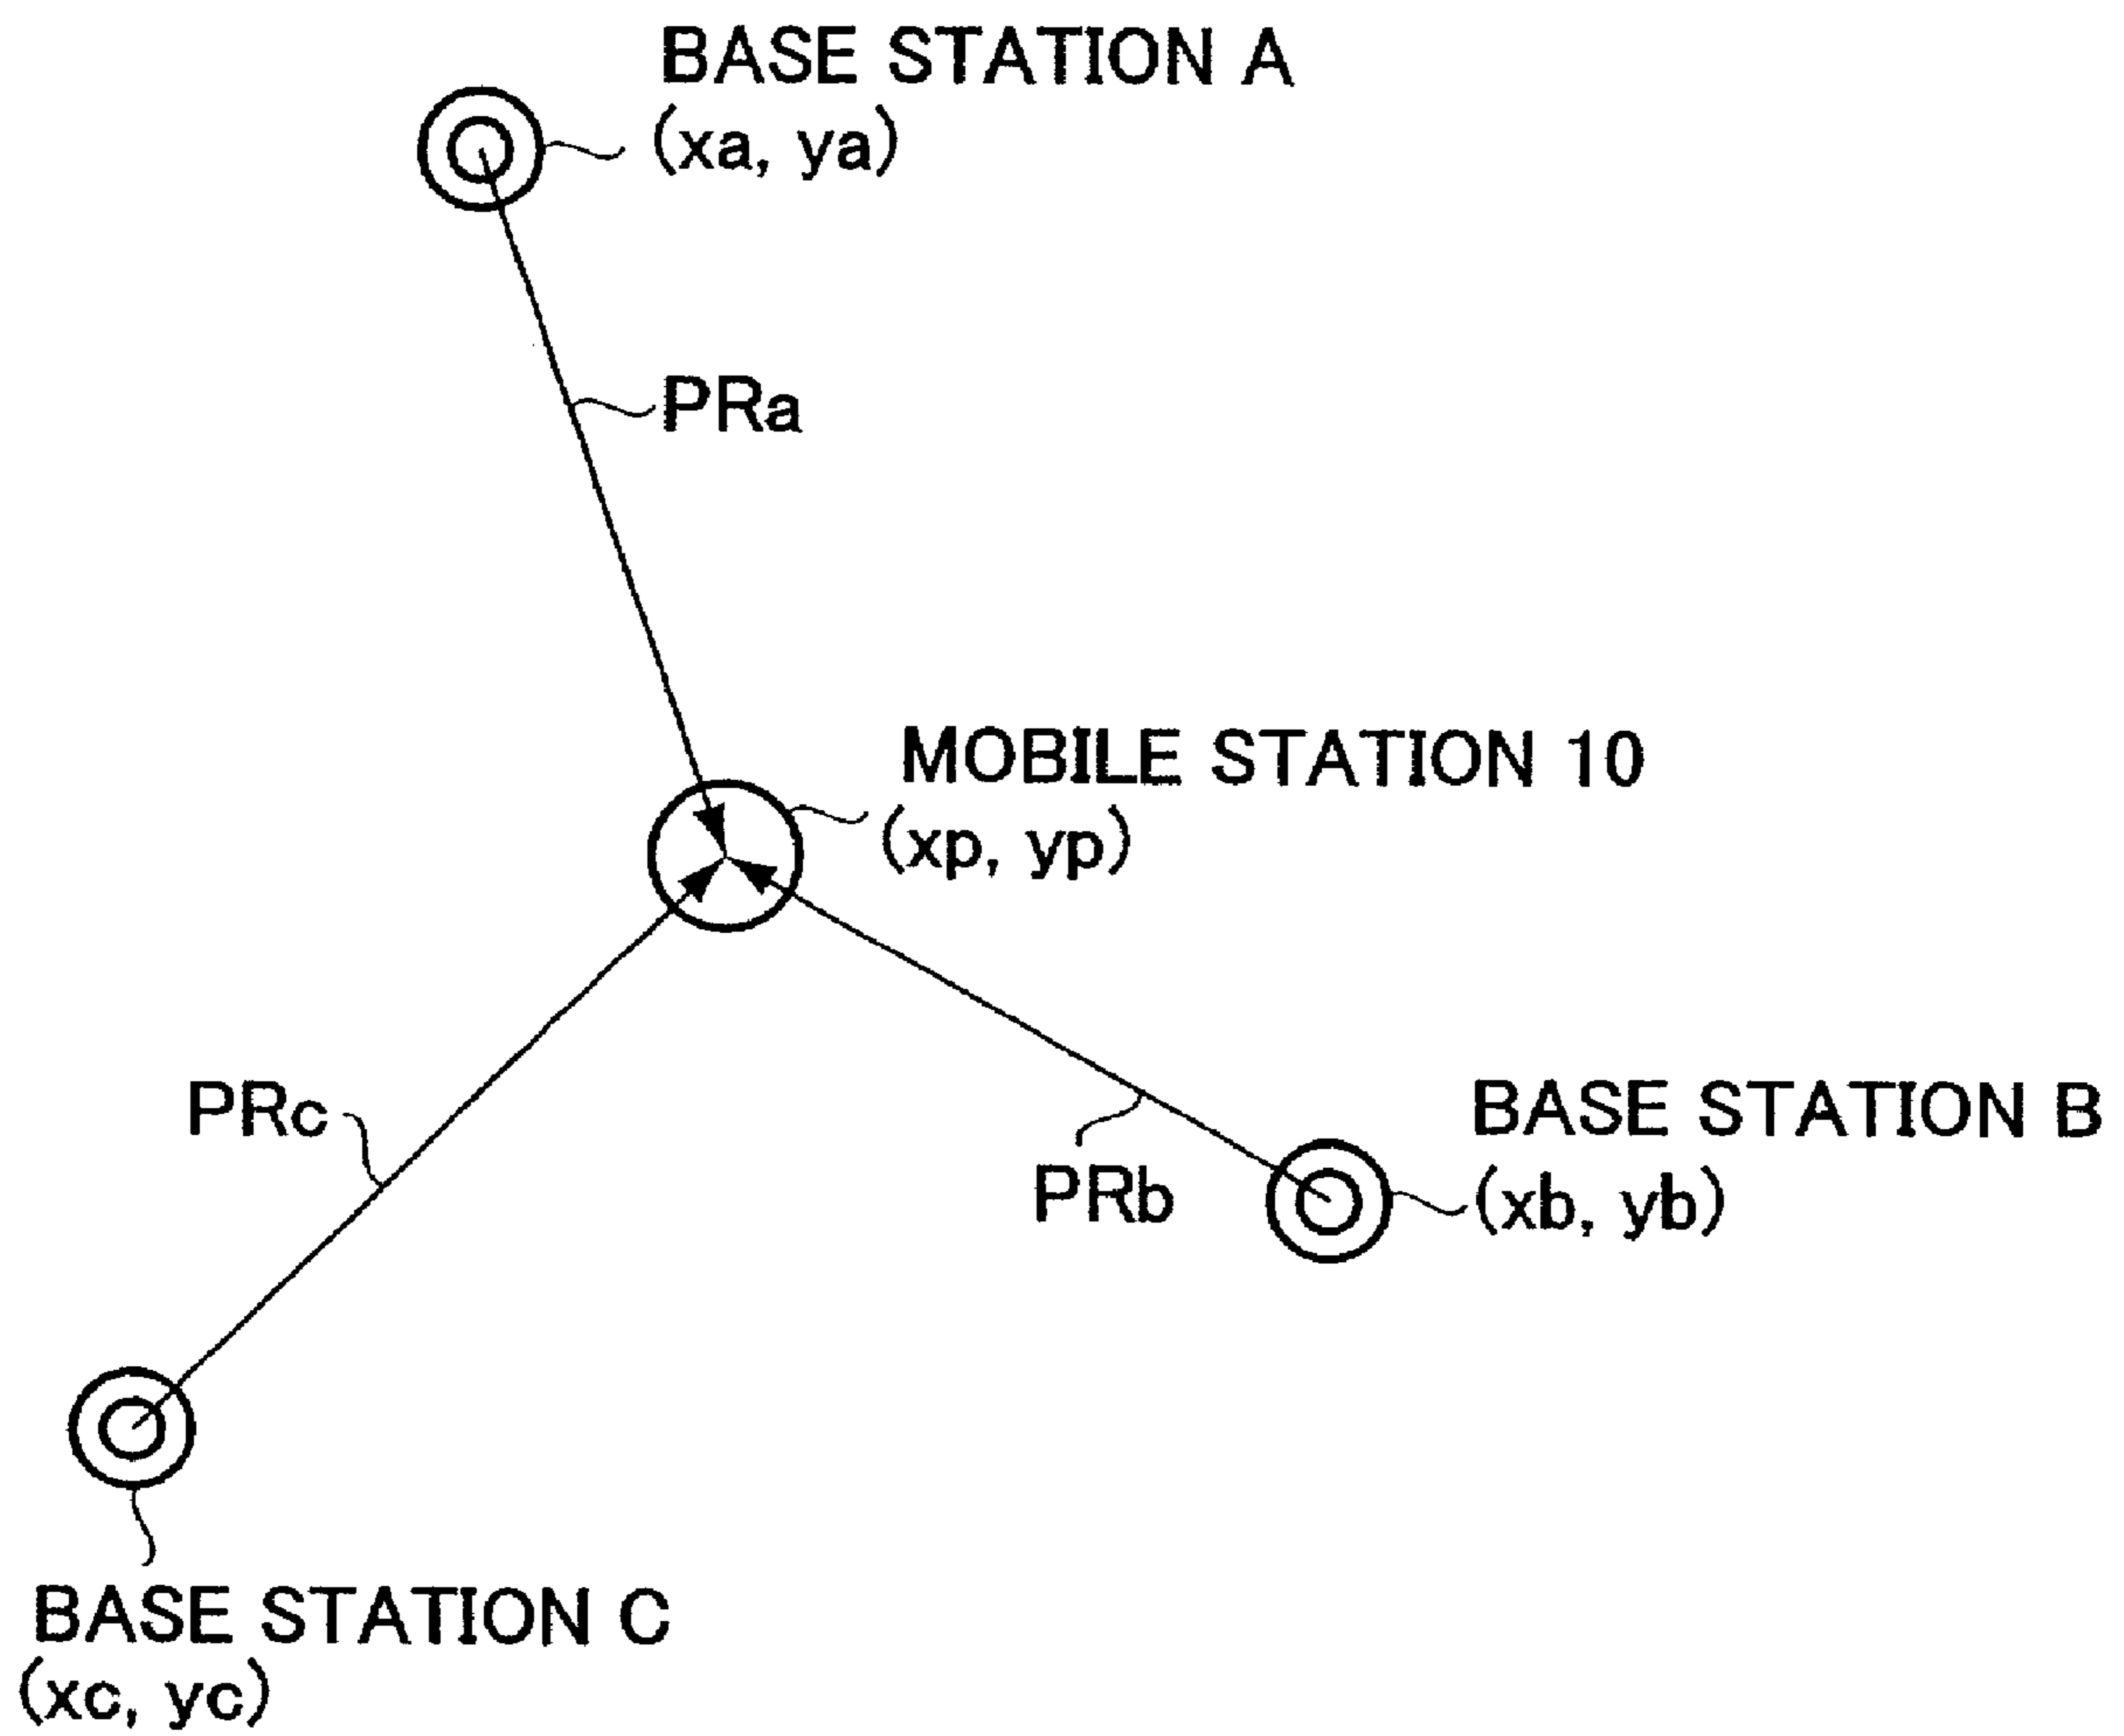 BASE STATION A
(xa, ya)
PRa
MOBILE STATION 10
(xp, yp)
PRc
PRb
BASE STATION B
(xb, yb)
BASE STATION C
(xc, yc)